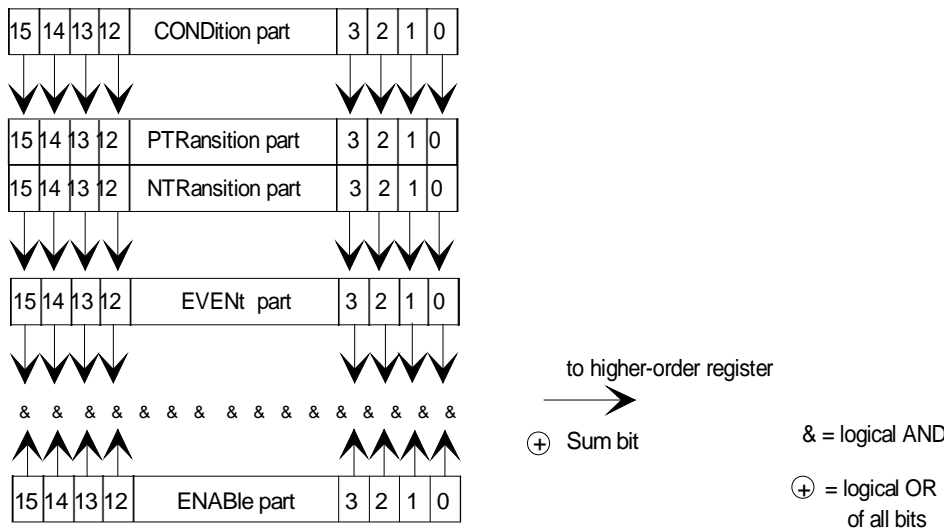 15 14 13 12 CONDition part 3 2 1 0
15 14 13 12 PTRansition part 3 2 1 0
15 14 13 12 NTRansition part 3 2 1 0
15 14 13 12 EVENt part 3 2 1 0
to higher-order register
& & & & & & & & & & & & & & & &
+ Sum bit
& = logical AND
15 14 13 12 ENABle part 3 2 1 0
+ = logical OR
of all bits